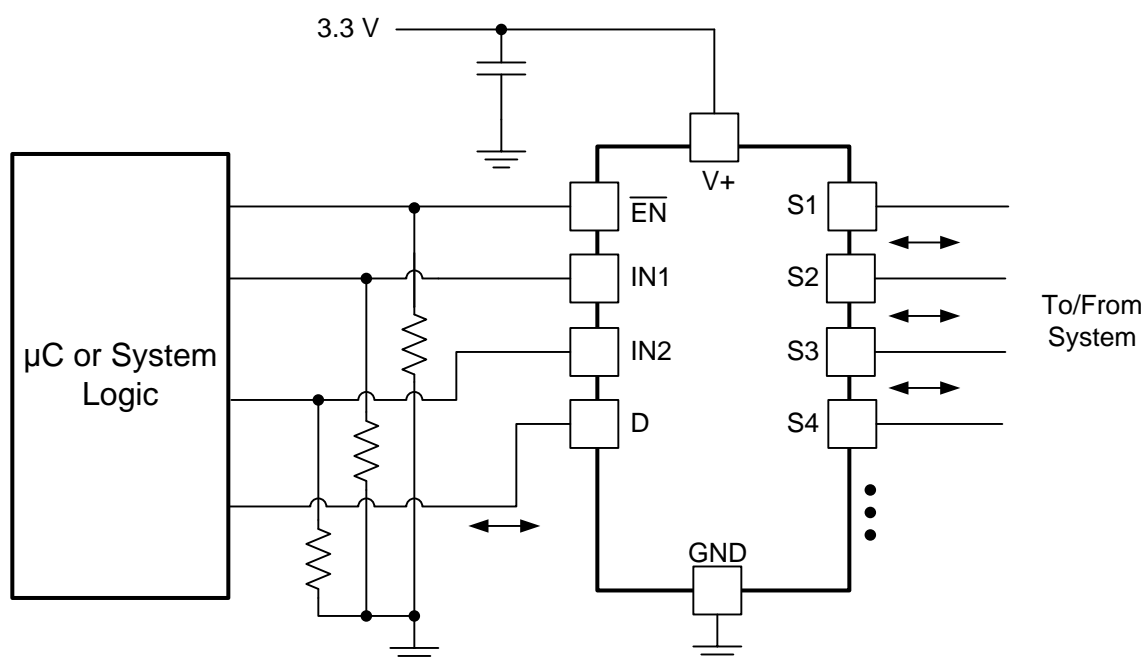 3.3 V
V+
EN
S1
IN1
S2
IN2
S3
D
S4
GND
µC or System
Logic
To/From
System